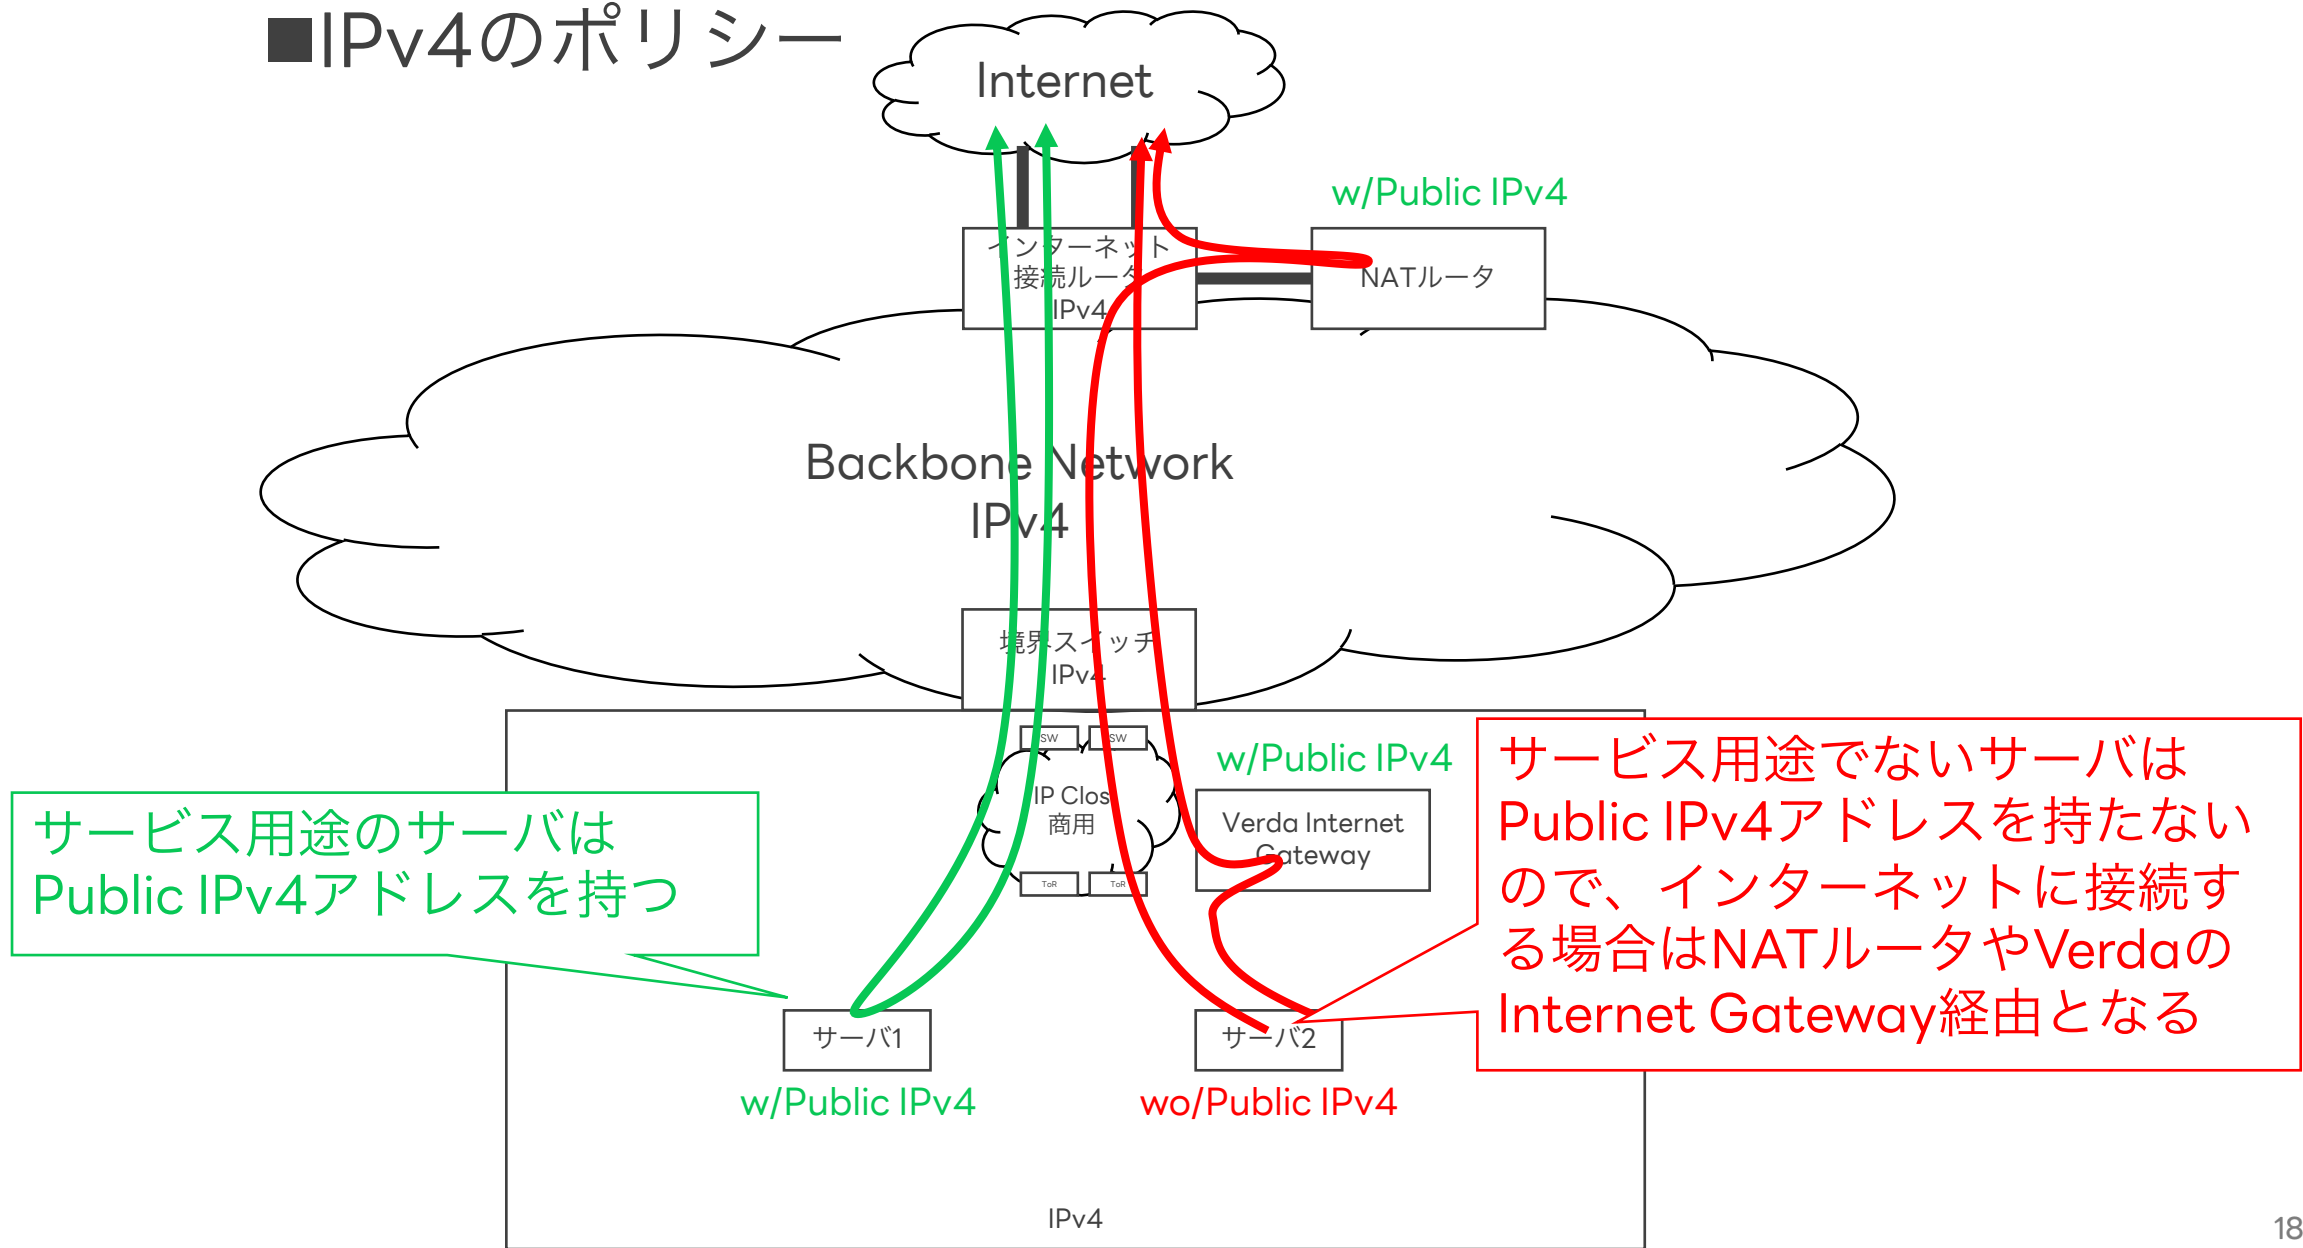 ■IPv4のポリシー
Internet
w/Public IPv4
インターネット
接続ルータ
IPv4
NATルータ
Backbone Network
IPv4
境界スイッチ
IPv4
SW
SW
IP Clos
商用
ToR
ToR
w/Public IPv4
Verda Internet
Gateway
サービス用途のサーバは
Public IPv4アドレスを持つ
サービス用途でないサーバは
Public IPv4アドレスを持たない
ので、インターネットに接続す
る場合はNATルータやVerdaの
Internet Gateway経由となる
サーバ1
サーバ2
w/Public IPv4
wo/Public IPv4
IPv4
18